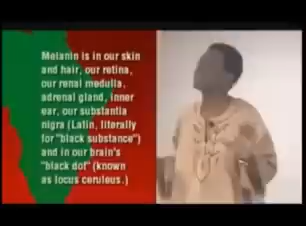 Melanin is in our skin
and hair, our retina,
our renal medulla,
adrenal gland, inner
ear, our substantia
nigra (Latin, literally
for "black substance")
and in our brain's
"black dot" (known
as locus ceruleus.)